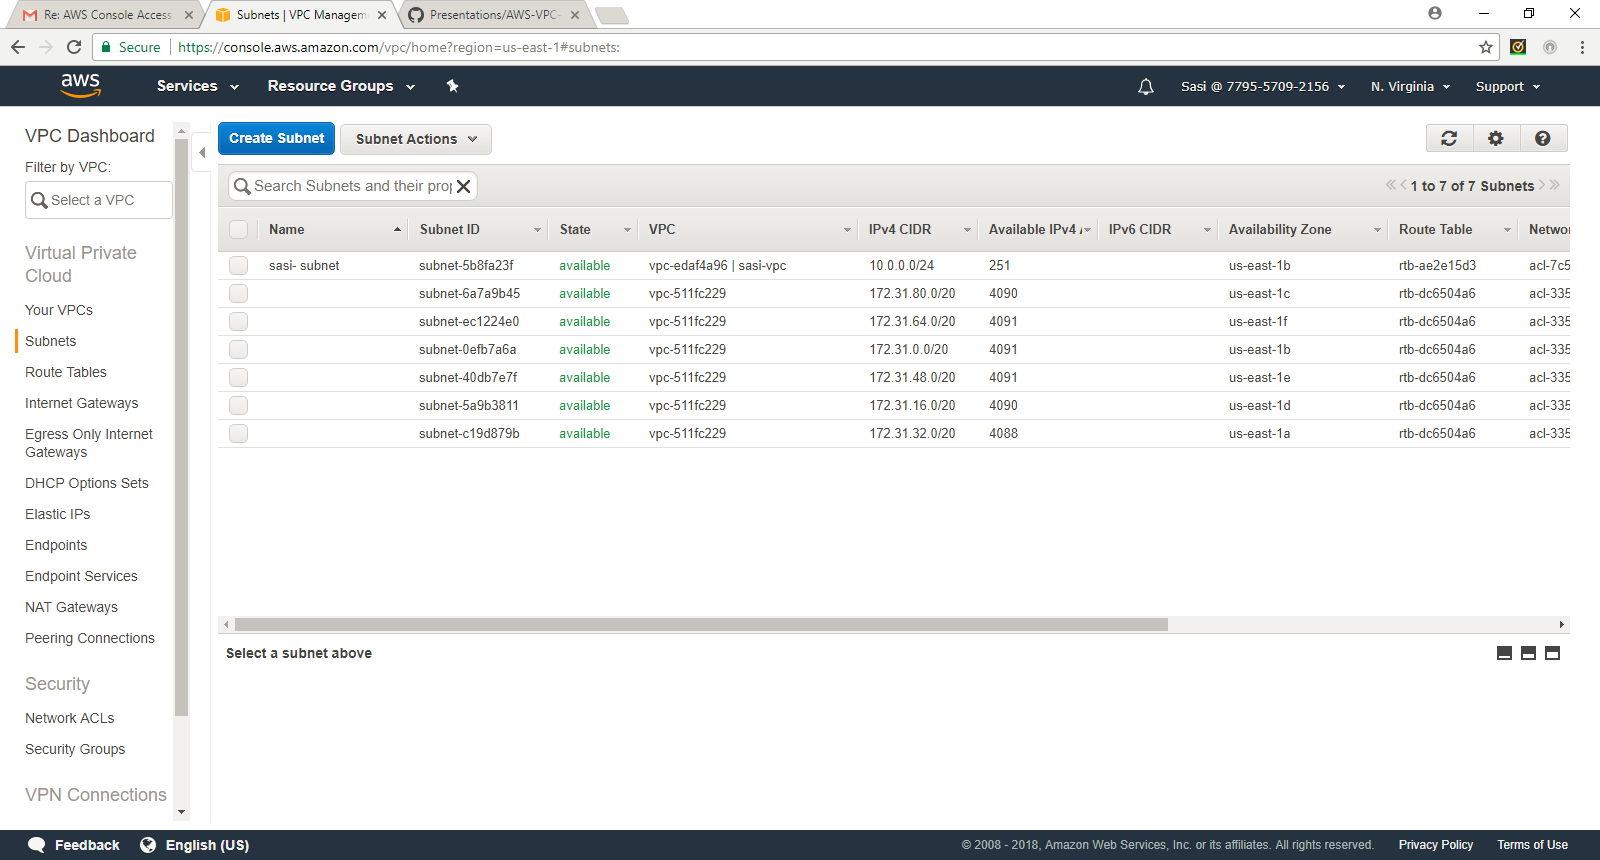 Re: AWS Console Access
Subnets | VPC Managem
Presentations/AWS-VPC-
Secure
https://console.aws.amazon.com/vpc/home?region=us-east-1#subnets:
aws
Services
Resource Groups
Sasi @ 7795-5709-2156
N. Virginia
Support
VPC Dashboard
Filter by VPC:
Select a VPC
Virtual Private
Cloud
Your VPCs
Subnets
Route Tables
Internet Gateways
Egress Only Internet
Gateways
DHCP Options Sets
Elastic IPs
Endpoints
Endpoint Services
NAT Gateways
Peering Connections
Security
Network ACLs
Security Groups
VPN Connections
Create Subnet
Subnet Actions
Search Subnets and their prop
1 to 7 of 7 Subnets
Name Subnet ID State VPC IPv4 CIDR Available IPv4 IPv6 CIDR Availability Zone Route Table Networ
sasi- subnet subnet-5b8fa23f available vpc-edaf4a96 | sasi-vpc 10.0.0.0/24 251 us-east-1b rtb-ae2e15d3 acl-7c5
subnet-6a7a9b45 available vpc-511fc229 172.31.80.0/20 4090 us-east-1c rtb-dc6504a6 acl-335
subnet-ec1224e0 available vpc-511fc229 172.31.64.0/20 4091 us-east-1f rtb-dc6504a6 acl-335
subnet-0efb7a6a available vpc-511fc229 172.31.0.0/20 4091 us-east-1b rtb-dc6504a6 acl-335
subnet-40db7e7f available vpc-511fc229 172.31.48.0/20 4091 us-east-1e rtb-dc6504a6 acl-335
subnet-5a9b3811 available vpc-511fc229 172.31.16.0/20 4090 us-east-1d rtb-dc6504a6 acl-335
subnet-c19d879b available vpc-511fc229 172.31.32.0/20 4088 us-east-1a rtb-dc6504a6 acl-335
Select a subnet above
Feedback
English (US)
© 2008 - 2018, Amazon Web Services, Inc. or its affiliates. All rights reserved.
Privacy Policy
Terms of Use